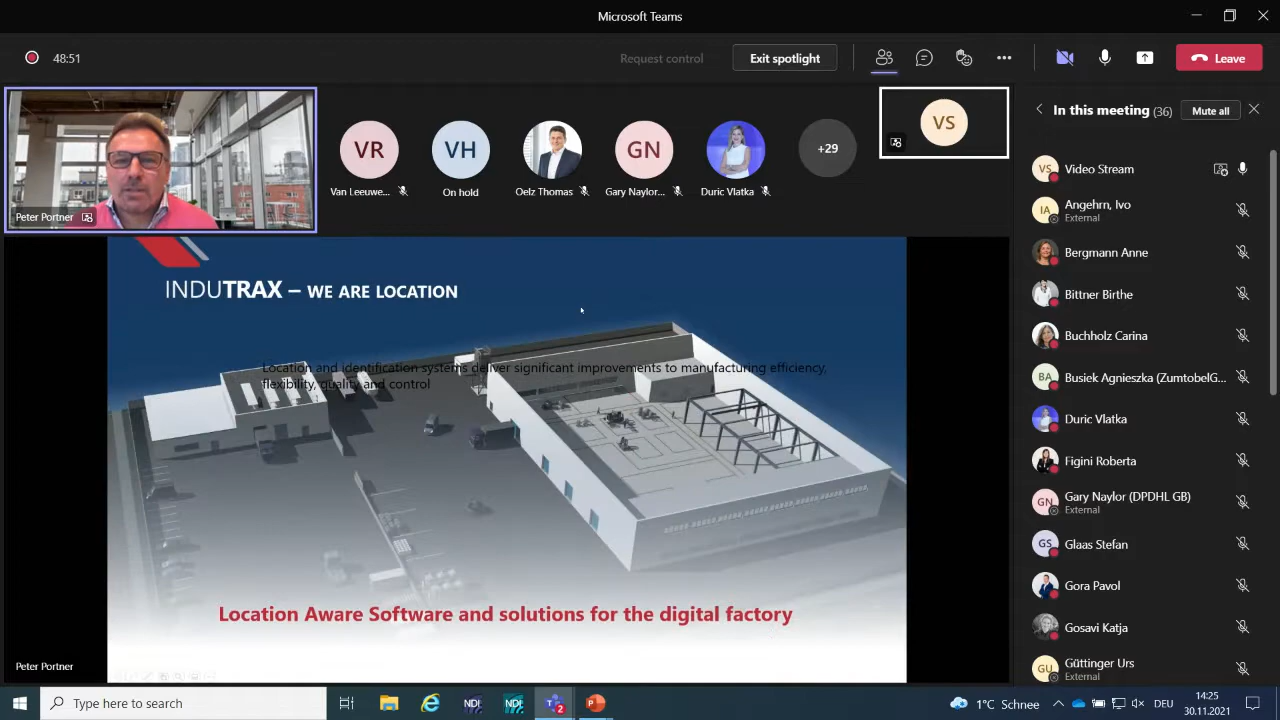 Microsoft Teams
48:51
Request control
Exit spotlight
Leave
VR
Van Leeuwe...
VH
On hold
Oelz Thomas
GN
Gary Naylor...
Duric Vlatka
+29
VS
Peter Portner
In this meeting (36)
Mute all
VS
Video Stream
IA
Angehrn, Ivo
External
Bergmann Anne
Bittner Birthe
Buchholz Carina
BA
Busiek Agnieszka (ZumtobelG...
Duric Vlatka
Figini Roberta
GN
Gary Naylor (DPDHL GB)
External
GS
Glaas Stefan
Gora Pavol
Gosavi Katja
GU
Güttinger Urs
External
INDUTRAX – WE ARE LOCATION
Location and identification systems deliver significant improvements to manufacturing efficiency,
flexibility, quality and control
Location Aware Software and solutions for the digital factory
Peter Portner
Type here to search
NDF
NDF
2
1°C Schnee
DEU
14:25
30.11.2021